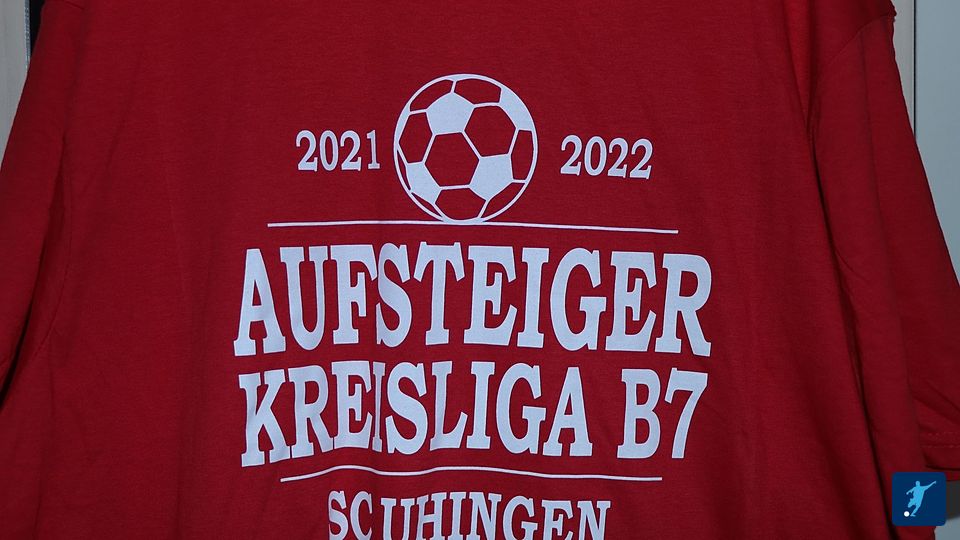 2021 2022
AUFSTEIGER
KREISLIGA B7
SC UHINGEN